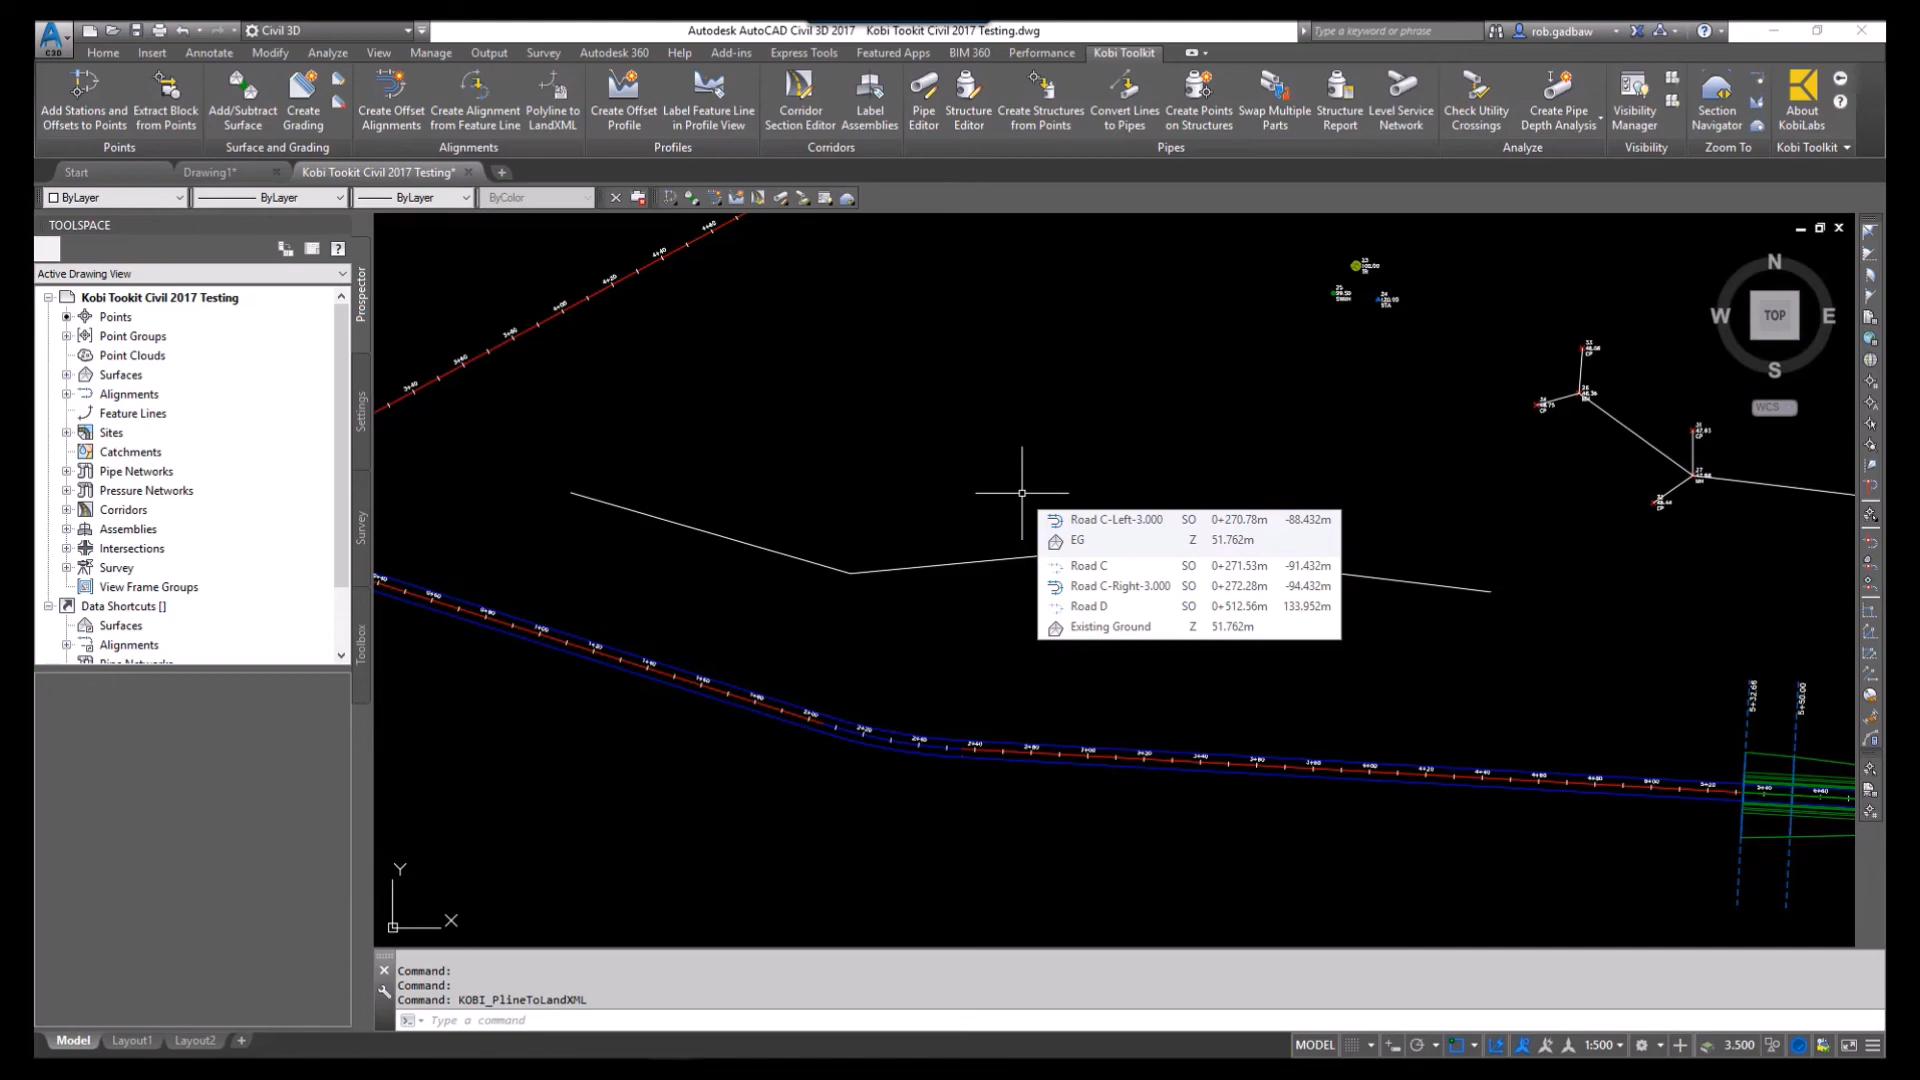 Civil 3D
Autodesk AutoCAD Civil 3D 2017 Kobi Tookit Civil 2017 Testing.dwg
Type a keyword or phrase
rob.gadbaw
C3D
Home Insert Annotate Modify Analyze View Manage Output Survey Autodesk 360 Help Add-ins Express Tools Featured Apps BIM 360 Performance Kobi Toolkit
Add Stations and Offsets to Points
Extract Block from Points
Add/Subtract Surface
Create Grading
Create Offset Alignments
Create Alignment from Feature Line
Polyline to LandXML
Create Offset Profile
Label Feature Line in Profile View
Corridor Section Editor
Label Assemblies
Pipe Editor
Structure Editor
Create Structures from Points
Convert Lines to Pipes
Create Points on Structures
Swap Multiple Parts
Structure Report
Level Service Network
Check Utility Crossings
Create Pipe Depth Analysis
Visibility Manager
Section Navigator
About KobiLabs
Points Surface and Grading Alignments Profiles Corridors Pipes Analyze Visibility Zoom To Kobi Toolkit
Start Drawing1* Kobi Tookit Civil 2017 Testing*
ByLayer ByLayer ByLayer ByColor
TOOLSPACE
Active Drawing View
Kobi Tookit Civil 2017 Testing
Points
Point Groups
Point Clouds
Surfaces
Alignments
Feature Lines
Sites
Catchments
Pipe Networks
Pressure Networks
Corridors
Assemblies
Intersections
Survey
View Frame Groups
Data Shortcuts []
Surfaces
Alignments
Pipe Networks
Prospector
Settings
Survey
Toolbox
N
W TOP E
S
WCS
Road C-Left-3.000 SO 0+270.78m -88.432m
EG Z 51.762m
Road C SO 0+271.53m -91.432m
Road C-Right-3.000 SO 0+272.28m -94.432m
Road D SO 0+512.56m 133.952m
Existing Ground Z 51.762m
5+32.66
5+50.00
Y
X
Command:
Command:
Command: KOBI_PlineToLandXML
Type a command
Model Layout1 Layout2
MODEL 1:500 3.500